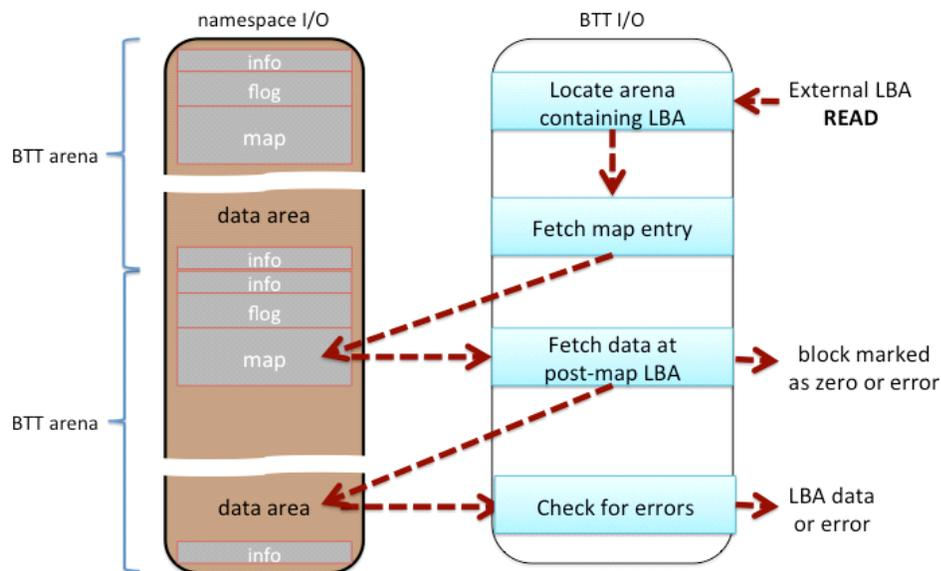 namespace I/O
BTT I/O
info
flog
map
BTT arena
data area
info
info
flog
map
BTT arena
data area
info
Locate arena
containing LBA
External LBA
READ
Fetch map entry
Fetch data at
post-map LBA
block marked
as zero or error
Check for errors
LBA data
or error